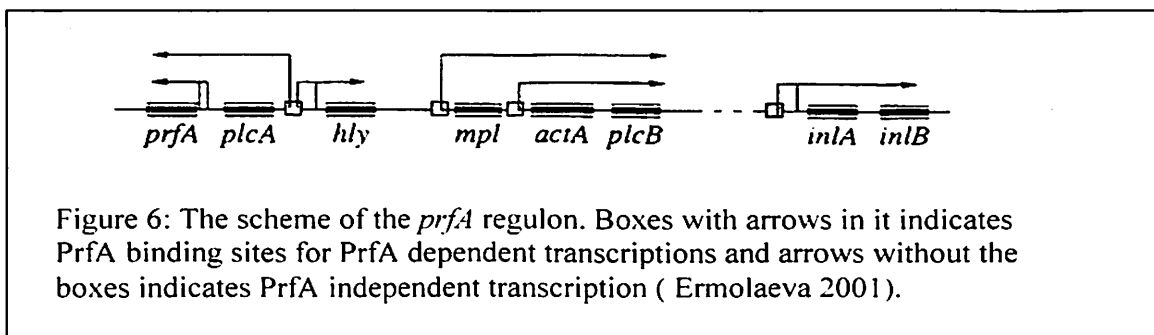 prfA plcA hly mpl actA plcB inlA inlB
Figure 6: The scheme of the prfA regulon. Boxes with arrows in it indicates
PrfA binding sites for PrfA dependent transcriptions and arrows without the
boxes indicates PrfA independent transcription ( Ermolaeva 2001).